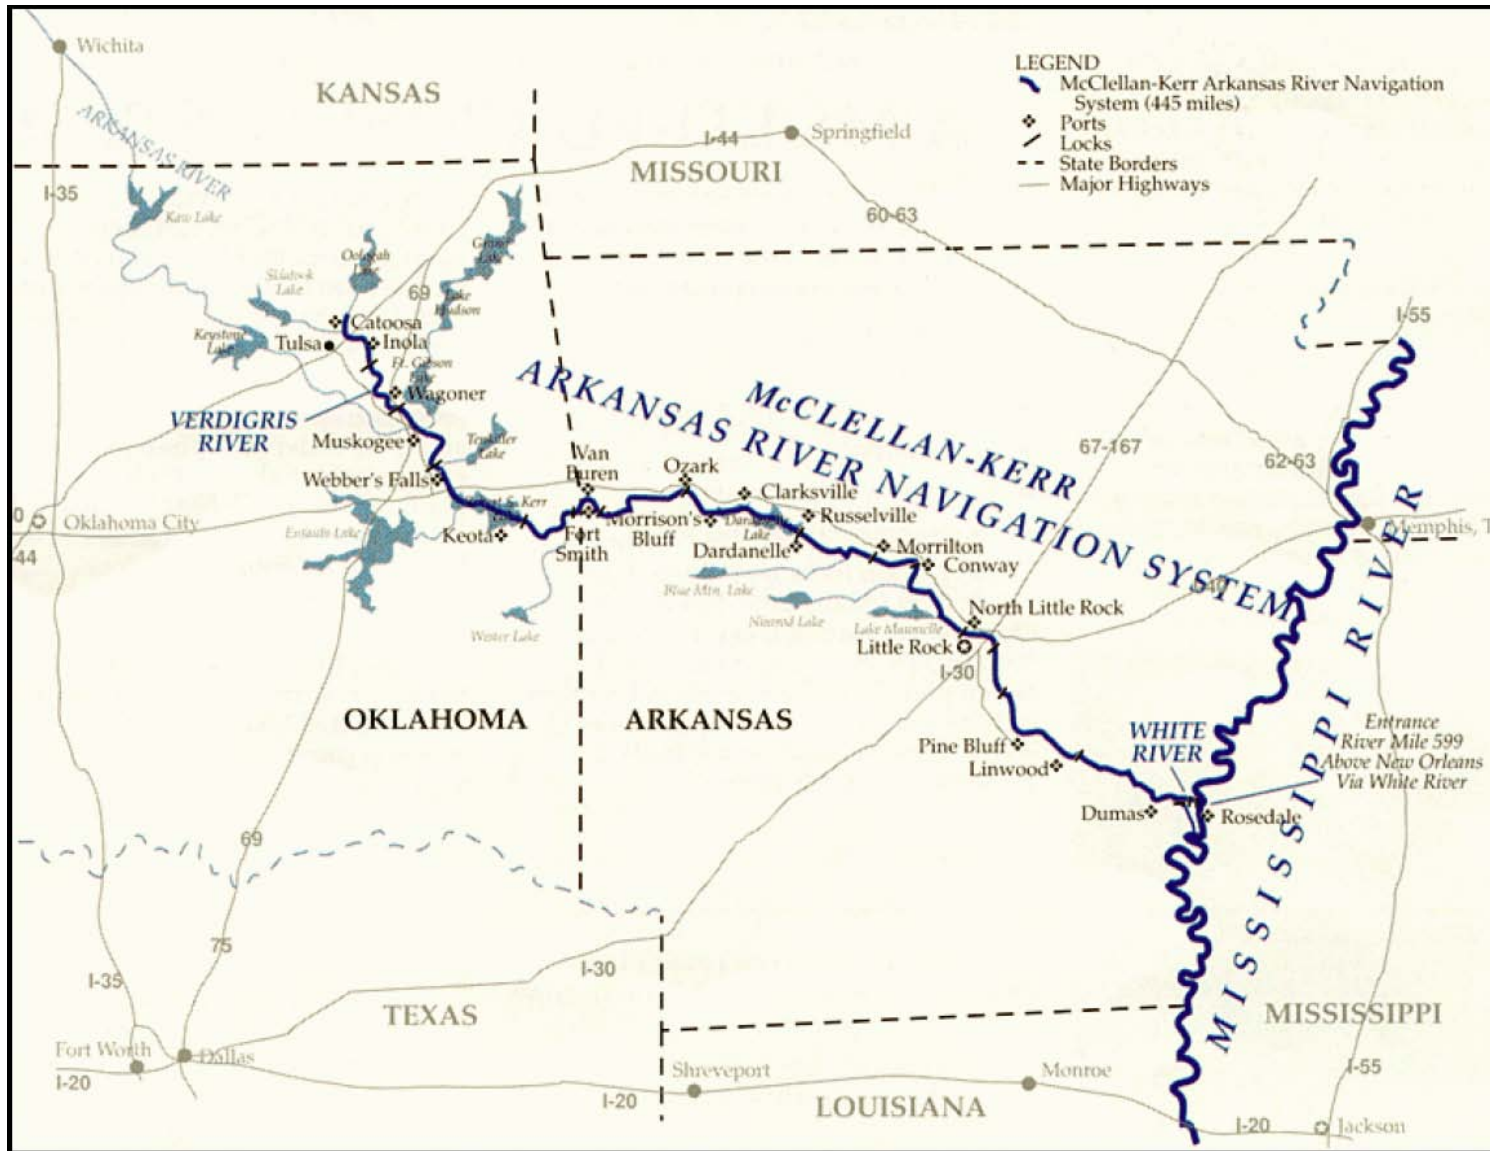 Wichita
KANSAS
ARKANSAS RIVER
I-35
Kaw Lake
LEGEND
McClellan-Kerr Arkansas River Navigation
System (445 miles)
Ports
Locks
State Borders
Major Highways
I-44
Springfield
MISSOURI
60-63
Oologah
Lake
Grand
Lake
Skiatook
Lake
69
Lake
Hudson
Keystone
Lake
Catoosa
Tulsa
Inola
Ft. Gibson
Lake
Wagoner
VERDIGRIS
RIVER
Muskogee
Tenkiller
Lake
Webber's Falls
Robert S. Kerr
Lake
Keota
Eufaula Lake
0
Oklahoma City
44
Van
Buren
Fort
Smith
Wister Lake
Ozark
Clarksville
Morrison's
Bluff
Dardanelle
Lake
Russelville
Dardanelle
Morrilton
Conway
Blue Mtn. Lake
Nimrod Lake
Lake Maumelle
North Little Rock
Little Rock
I-30
McCLELLAN-KERR
ARKANSAS RIVER NAVIGATION SYSTEM
67-167
62-63
I-55
Memphis, T
MISSISSIPPI RIVER
OKLAHOMA
ARKANSAS
Pine Bluff
Linwood
WHITE
RIVER
Dumas
Rosedale
Entrance
River Mile 599
Above New Orleans
Via White River
69
75
I-35
I-30
TEXAS
Fort Worth
Dallas
I-20
I-20
Shreveport
Monroe
LOUISIANA
MISSISSIPPI
I-55
I-20
Jackson